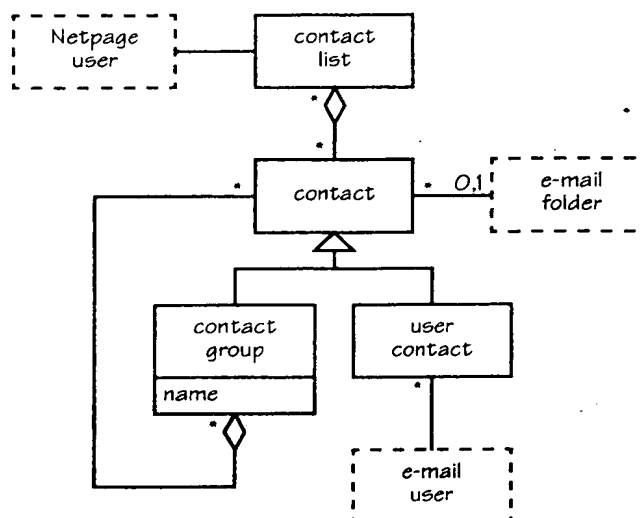 Netpage
user
contact
list
*
*
*
contact
*
0,1
e-mail
folder
contact
group
name
user
contact
*
*
e-mail
user